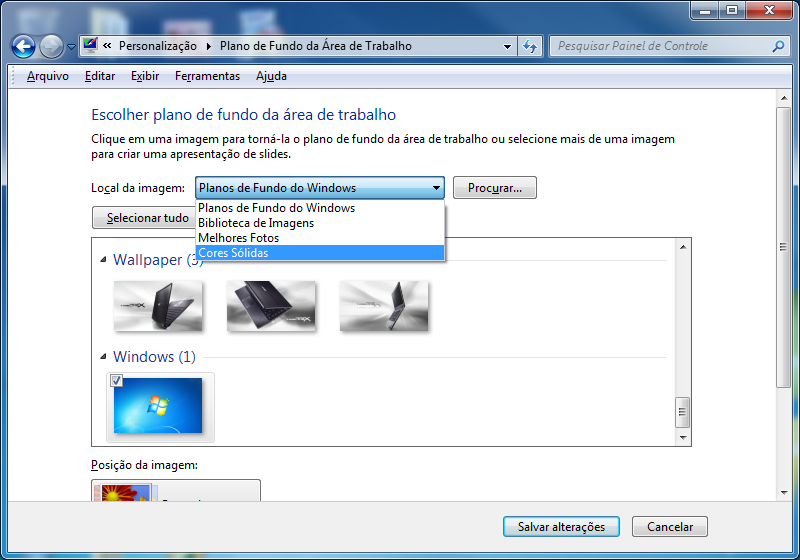 « Personalização ▸ Plano de Fundo da Área de Trabalho
Pesquisar Painel de Controle
Arquivo Editar Exibir Ferramentas Ajuda
Escolher plano de fundo da área de trabalho
Clique em uma imagem para torná-la o plano de fundo da área de trabalho ou selecione mais de uma imagem
para criar uma apresentação de slides.
Local da imagem: Planos de Fundo do Windows Procurar...
Planos de Fundo do Windows
Biblioteca de Imagens
Selecionar tudo
Melhores Fotos
Cores Sólidas
Wallpaper (3)
Windows (1)
Posição da imagem:
Salvar alterações Cancelar